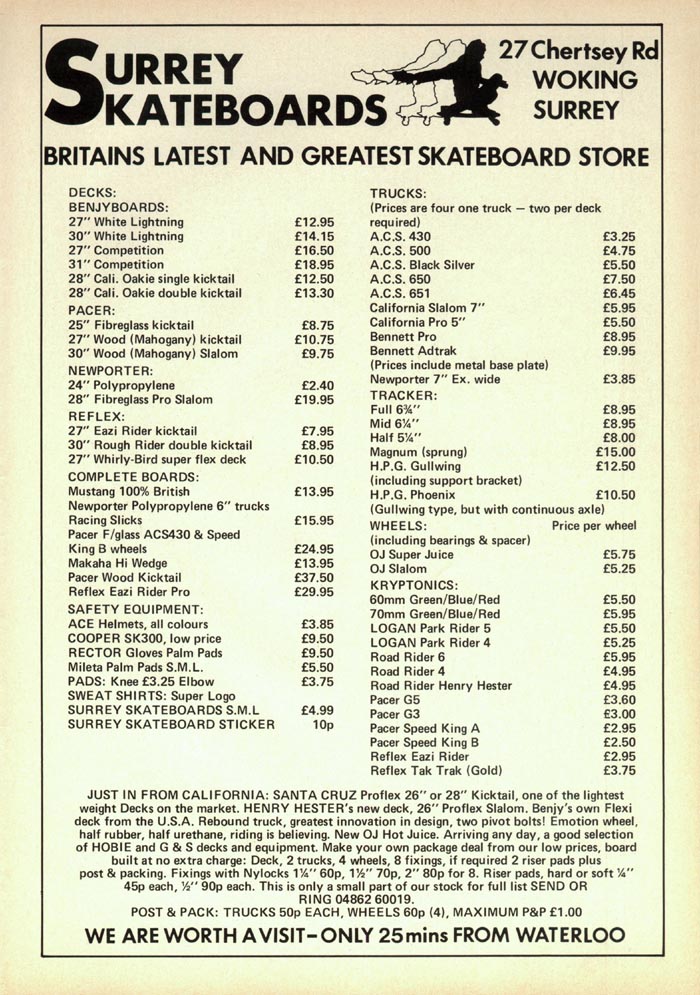 SURREY
SKATEBOARDS
27 Chertsey Rd
WOKING
SURREY
BRITAINS LATEST AND GREATEST SKATEBOARD STORE
DECKS:
BENJYBOARDS:
27" White Lightning £12.95
30" White Lightning £14.15
27" Competition £16.50
31" Competition £18.95
28" Cali. Oakie single kicktail £12.50
28" Cali. Oakie double kicktail £13.30
PACER:
25" Fibreglass kicktail £8.75
27" Wood (Mahogany) kicktail £10.75
30" Wood (Mahogany) Slalom £9.75
NEWPORTER:
24" Polypropylene £2.40
28" Fibreglass Pro Slalom £19.95
REFLEX:
27" Eazi Rider kicktail £7.95
30" Rough Rider double kicktail £8.95
27" Whirly-Bird super flex deck £10.50
COMPLETE BOARDS:
Mustang 100% British £13.95
Newporter Polypropylene 6" trucks
Racing Slicks £15.95
Pacer F/glass ACS430 & Speed
King B wheels £24.95
Makaha Hi Wedge £13.95
Pacer Wood Kicktail £37.50
Reflex Eazi Rider Pro £29.95
SAFETY EQUIPMENT:
ACE Helmets, all colours £3.85
COOPER SK300, low price £9.50
RECTOR Gloves Palm Pads £9.50
Mileta Palm Pads S.M.L. £5.50
PADS: Knee £3.25 Elbow £3.75
SWEAT SHIRTS: Super Logo
SURREY SKATEBOARDS S.M.L £4.99
SURREY SKATEBOARD STICKER 10p
TRUCKS:
(Prices are four one truck — two per deck
required)
A.C.S. 430 £3.25
A.C.S. 500 £4.75
A.C.S. Black Silver £5.50
A.C.S. 650 £7.50
A.C.S. 651 £6.45
California Slalom 7" £5.95
California Pro 5" £5.50
Bennett Pro £8.95
Bennett Adtrak £9.95
(Prices include metal base plate)
Newporter 7" Ex. wide £3.85
TRACKER:
Full 6¾" £8.95
Mid 6¼" £8.95
Half 5¼" £8.00
Magnum (sprung) £15.00
H.P.G. Gullwing £12.50
(including support bracket)
H.P.G. Phoenix £10.50
(Gullwing type, but with continuous axle)
WHEELS: Price per wheel
(including bearings & spacer)
OJ Super Juice £5.75
OJ Slalom £5.25
KRYPTONICS:
60mm Green/Blue/Red £5.50
70mm Green/Blue/Red £5.95
LOGAN Park Rider 5 £5.50
LOGAN Park Rider 4 £5.25
Road Rider 6 £5.95
Road Rider 4 £4.95
Road Rider Henry Hester £4.95
Pacer G5 £3.60
Pacer G3 £3.00
Pacer Speed King A £2.95
Pacer Speed King B £2.50
Reflex Eazi Rider £2.95
Reflex Tak Trak (Gold) £3.75
JUST IN FROM CALIFORNIA: SANTA CRUZ Proflex 26" or 28" Kicktail, one of the lightest
weight Decks on the market. HENRY HESTER's new deck, 26" Proflex Slalom. Benjy's own Flexi
deck from the U.S.A. Rebound truck, greatest innovation in design, two pivot bolts! Emotion wheel,
half rubber, half urethane, riding is believing. New OJ Hot Juice. Arriving any day, a good selection
of HOBIE and G & S decks and equipment. Make your own package deal from our low prices, board
built at no extra charge: Deck, 2 trucks, 4 wheels, 8 fixings, if required 2 riser pads plus
post & packing. Fixings with Nylocks 1¼" 60p, 1½" 70p, 2" 80p for 8. Riser pads, hard or soft ¼"
45p each, ½" 90p each. This is only a small part of our stock for full list SEND OR
RING 04862 60019.
POST & PACK: TRUCKS 50p EACH, WHEELS 60p (4), MAXIMUM P&P £1.00
WE ARE WORTH A VISIT–ONLY 25mins FROM WATERLOO